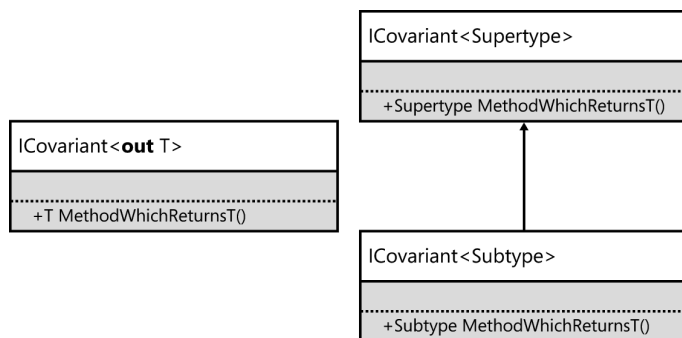 ICovariant<Supertype>
+Supertype MethodWhichReturnsT()
ICovariant<out T>
+T MethodWhichReturnsT()
ICovariant<Subtype>
+Subtype MethodWhichReturnsT()